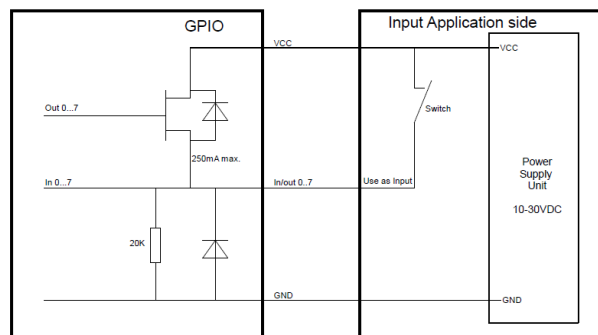 GPIO
Input Application side
VCC
VCC
Out 0...7
Switch
250mA max.
In 0...7
In/out 0..7
Use as Input
Power
Supply
Unit
10-30VDC
20K
GND
GND